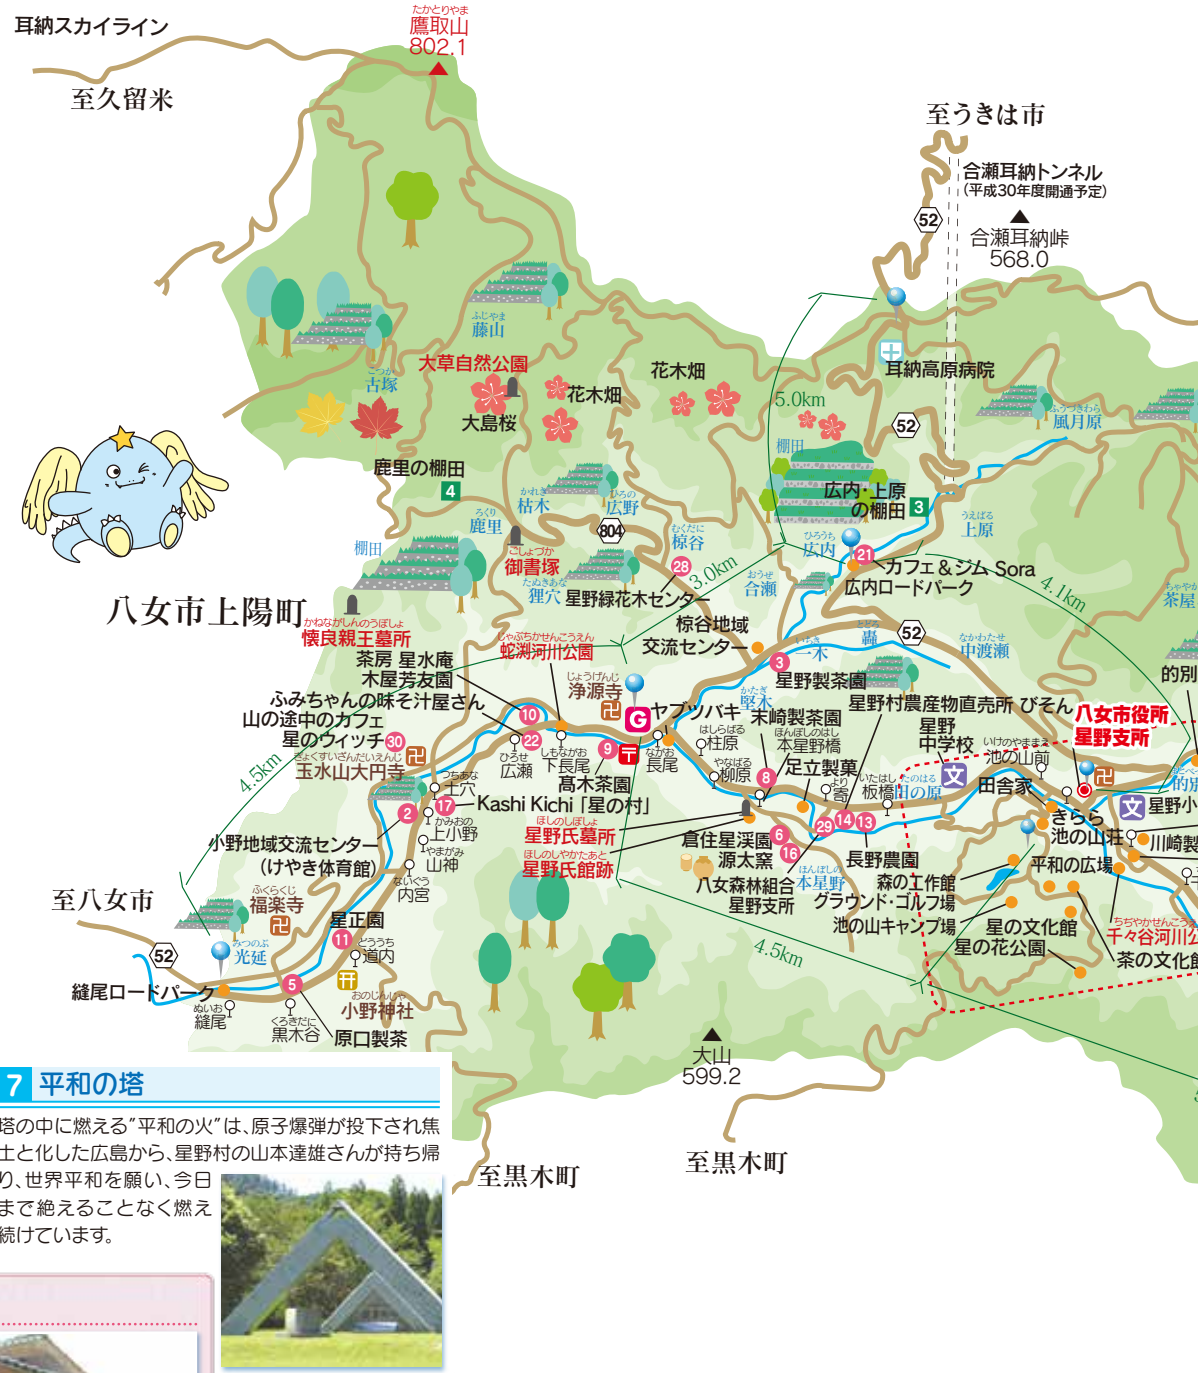 耳納スカイライン
至久留米
たかとりやま
鷹取山
802.1
至うきは市
合瀬耳納トンネル
(平成30年度開通予定)
52
合瀬耳納峠
568.0
ふじやま
藤山
大草自然公園
花木畑
花木畑
大島桜
こつか
古塚
耳納高原病院
5.0km
52
ふうづきわら
風月原
棚田
鹿里の棚田
4
広内・上原
の棚田
3
かれき
枯木
ひろの
広野
ろくり
鹿里
804
むくだに
椋谷
うえばる
上原
ひろうち
広内
棚田
ごしょづか
御書塚
たぬきあな
狸穴
28
星野緑花木センター
3.0km
おうせ
合瀬
21
カフェ&ジム Sora
広内ロードパーク
4.1km
ちゃや
茶屋
八女市上陽町
かねながしんのうぼしょ
懐良親王墓所
じゃぶちかせんこうえん
蛇渕河川公園
椋谷地域
交流センター
いちき
一木
とどろ
轟
52
なかわたせ
中渡瀬
茶房 星水庵
木屋芳友園
ふみちゃんの味そ汁屋さん
山の途中のカフェ
星のウィッチ
30
じょうげんじ
浄源寺
3
星野製茶園
かたぎ
堅木
的別
星野村農産物直売所 びそん
八女市役所
星野支所
10
22
G
ヤブツバキ
末崎製茶園
ほんほしのはし
本星野橋
星野
中学校
いけのやままえ
池の山前
ぎょくすいざんだいえんじ
玉水山大円寺
ひろせ
広瀬
しもながお
下長尾
9
髙木茶園
ながお
長尾
はしらばる
柱原
やなばる
柳原
8
足立製菓
より
寄
いたはし
板橋
たのはる
田の原
文
田舎家
的別
4.5km
つちあな
土穴
17
Kashi Kichi 「星の村」
2
かみおの
上小野
ほしのしぼしょ
星野氏墓所
ほしのしやかたあと
星野氏館跡
29
14
13
きらら
文
星野小
池の山荘
川崎製
小野地域交流センター
(けやき体育館)
やまがみ
山神
ないぐう
内宮
倉住星渓園
6
源太窯
16
長野農園
平和の広場
至八女市
ふくらくじ
福楽寺
星正園
11
八女森林組合
星野支所
ほんほしの
本星野
森の工作館
グラウンド・ゴルフ場
池の山キャンプ場
星の文化館
星の花公園
千々谷河川公
茶の文化館
52
みつのぶ
光延
どううち
道内
4.5km
縫尾ロードパーク
ぬいお
縫尾
5
くろきだに
黒木谷
おのじんじゃ
小野神社
原口製茶
大山
599.2
7 平和の塔
塔の中に燃える”平和の火”は、原子爆弾が投下され焦
土と化した広島から、星野村の山本達雄さんが持ち帰
り、世界平和を願い、今日
まで絶えることなく燃え
続けています。
至黒木町
至黒木町